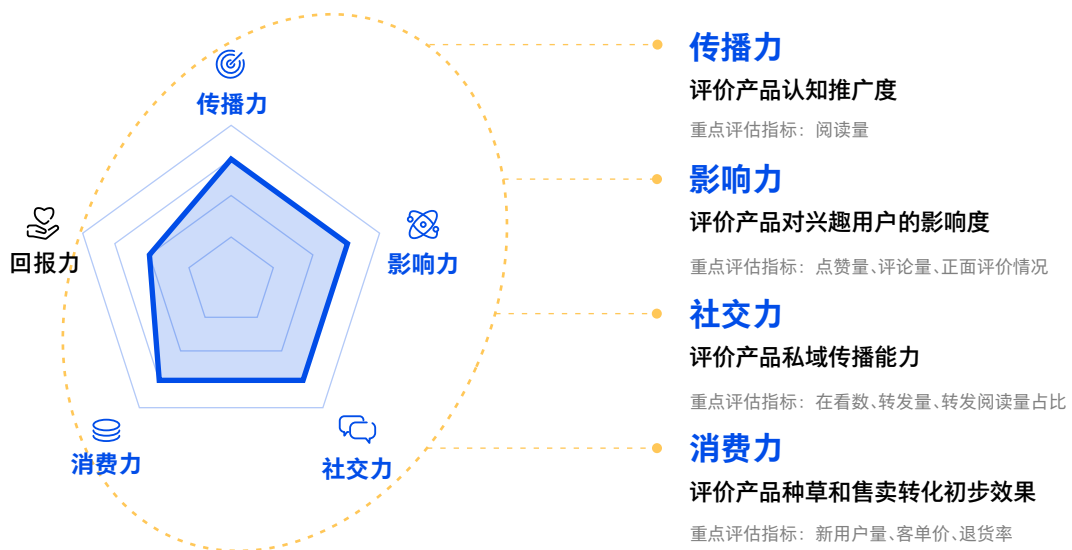 传播力
回报力
影响力
消费力
社交力
传播力
评价产品认知推广度
重点评估指标：阅读量
影响力
评价产品对兴趣用户的影响度
重点评估指标：点赞量、评论量、正面评价情况
社交力
评价产品私域传播能力
重点评估指标：在看数、转发量、转发阅读量占比
消费力
评价产品种草和售卖转化初步效果
重点评估指标：新用户量、客单价、退货率